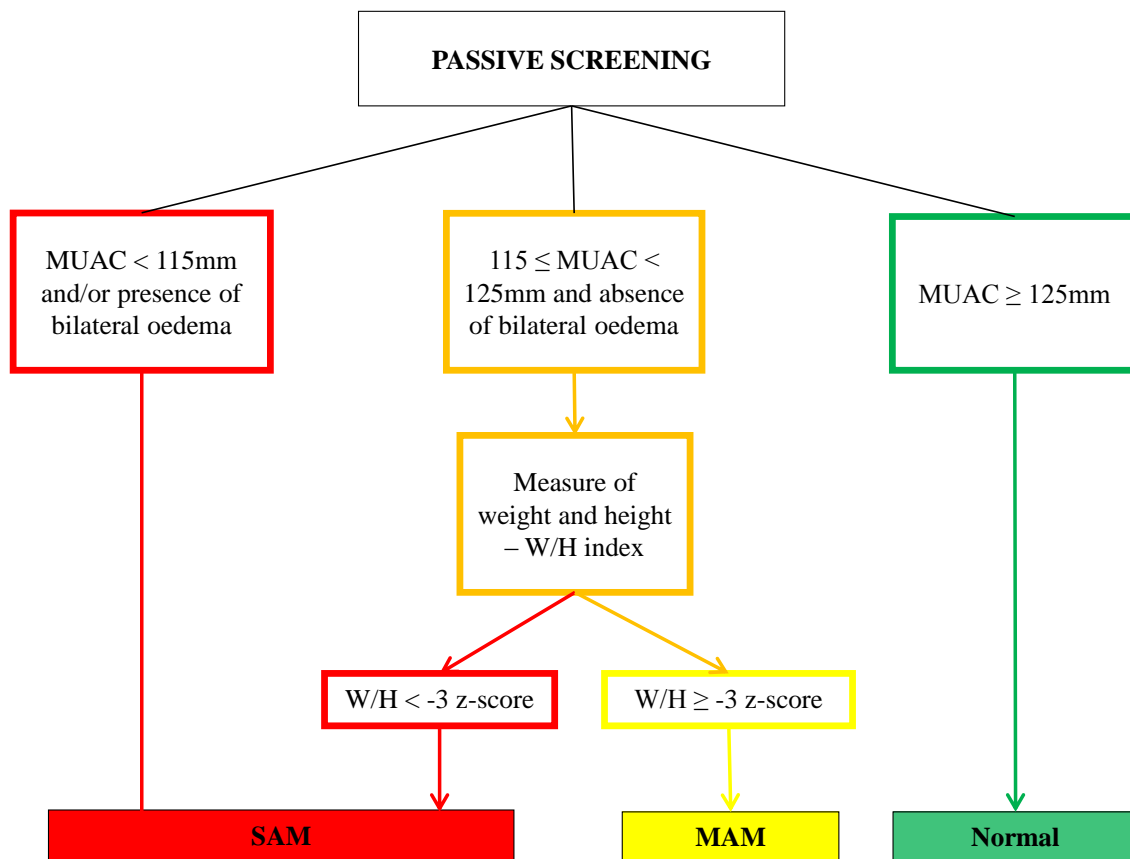 PASSIVE SCREENING
MUAC < 115mm
and/or presence of
bilateral oedema
115 ≤ MUAC <
125mm and absence
of bilateral oedema
MUAC ≥ 125mm
Measure of
weight and height
– W/H index
W/H < -3 z-score
W/H ≥ -3 z-score
SAM
MAM
Normal